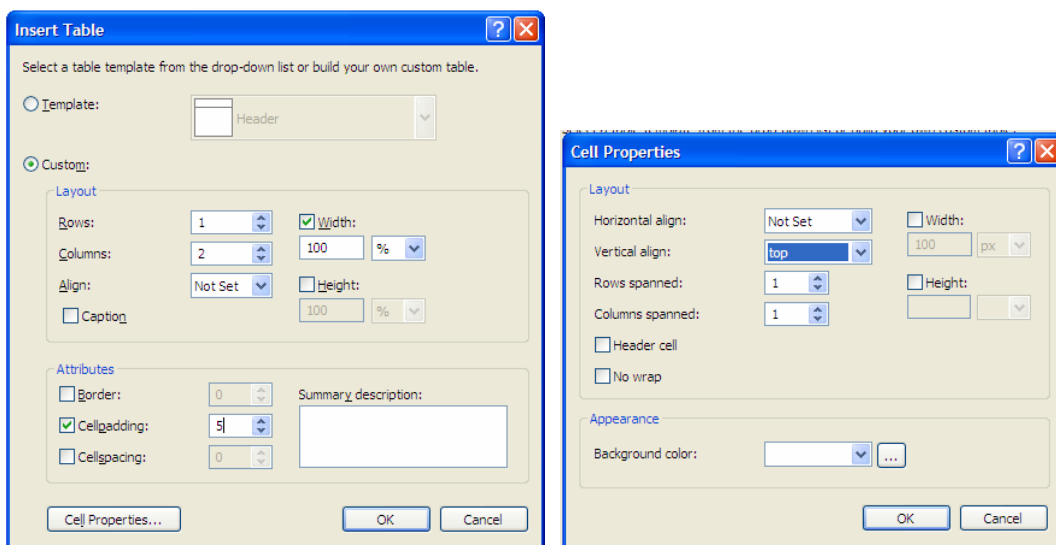 Insert Table
Select a table template from the drop-down list or build your own custom table.
Template:
Header
Custom:
Layout
Rows: 1 Width:
Columns: 2 100 %
Align: Not Set Height:
Caption 100 %
Attributes
Border: 0 Summary description:
Cellpadding: 5
Cellspacing: 0
Cell Properties... OK Cancel
Cell Properties
Layout
Horizontal align: Not Set Width:
Vertical align: top 100 px
Rows spanned: 1 Height:
Columns spanned: 1
Header cell
No wrap
Appearance
Background color: ...
OK Cancel